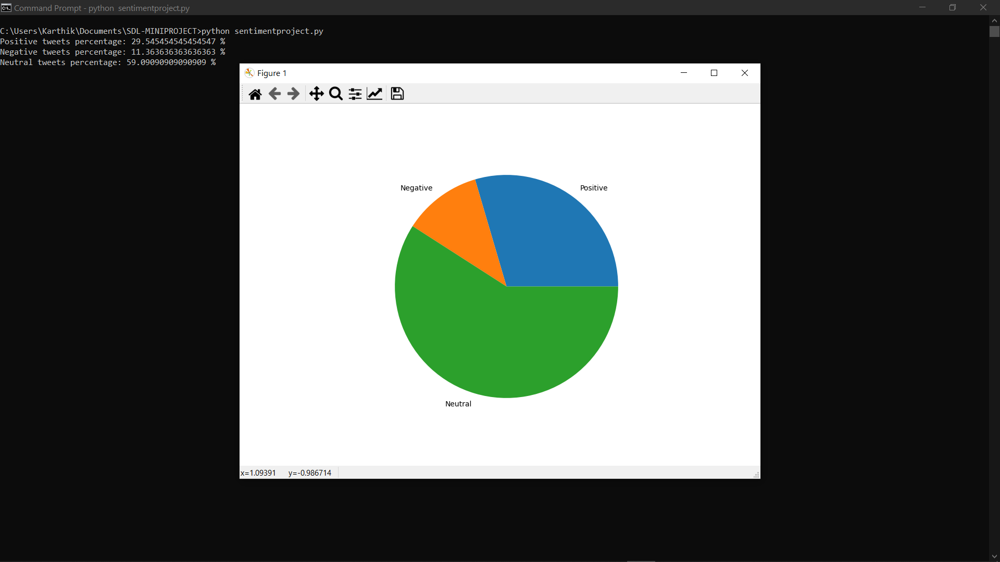 Command Prompt - python  sentimentproject.py
C:\Users\Karthik\Documents\SDL-MINIPROJECT>python sentimentproject.py
Positive tweets percentage: 29.545454545454547 %
Negative tweets percentage: 11.363636363636363 %
Neutral tweets percentage: 59.09090909090909 %
Figure 1
Negative
Positive
Neutral
x=1.09391 y=-0.986714